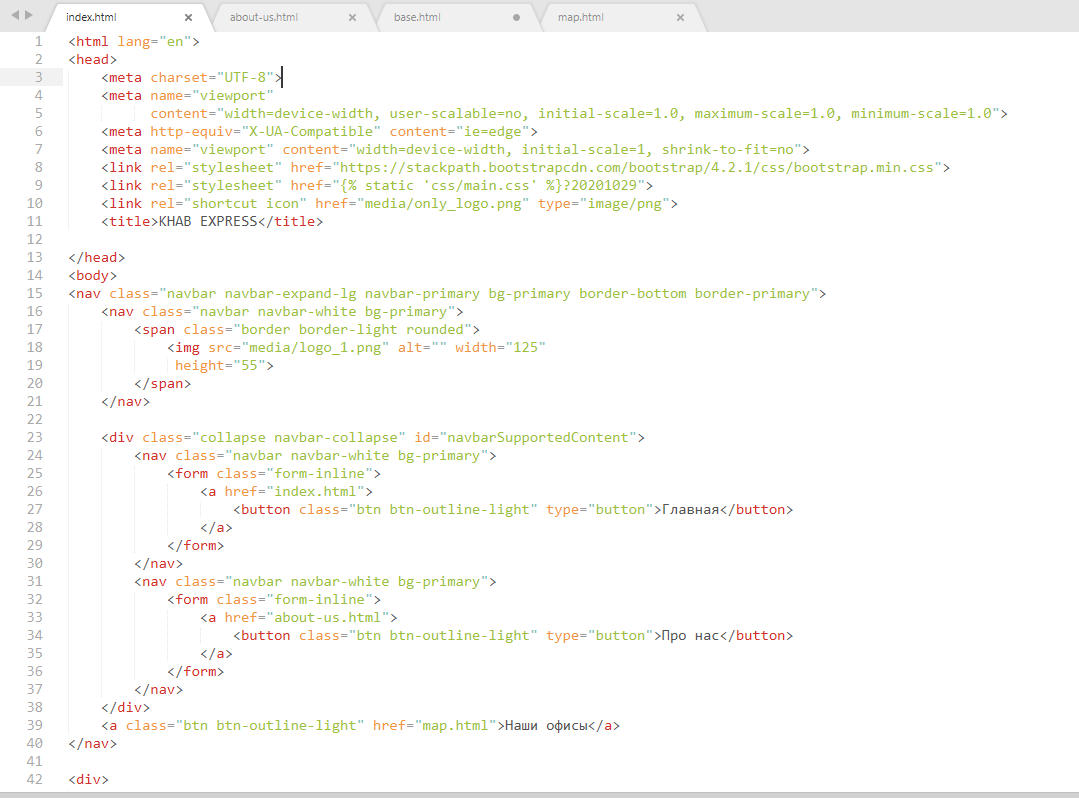 index.html about-us.html base.html map.html
1 <html lang="en">
2 <head>
3 <meta charset="UTF-8">
4 <meta name="viewport"
5 content="width=device-width, user-scalable=no, initial-scale=1.0, maximum-scale=1.0, minimum-scale=1.0">
6 <meta http-equiv="X-UA-Compatible" content="ie=edge">
7 <meta name="viewport" content="width=device-width, initial-scale=1, shrink-to-fit=no">
8 <link rel="stylesheet" href="https://stackpath.bootstrapcdn.com/bootstrap/4.2.1/css/bootstrap.min.css">
9 <link rel="stylesheet" href="{% static 'css/main.css' %}?20201029">
10 <link rel="shortcut icon" href="media/only_logo.png" type="image/png">
11 <title>KHAB EXPRESS</title>
12
13 </head>
14 <body>
15 <nav class="navbar navbar-expand-lg navbar-primary bg-primary border-bottom border-primary">
16 <nav class="navbar navbar-white bg-primary">
17 <span class="border border-light rounded">
18 <img src="media/logo_1.png" alt="" width="125"
19 height="55">
20 </span>
21 </nav>
22
23 <div class="collapse navbar-collapse" id="navbarSupportedContent">
24 <nav class="navbar navbar-white bg-primary">
25 <form class="form-inline">
26 <a href="index.html">
27 <button class="btn btn-outline-light" type="button">Главная</button>
28 </a>
29 </form>
30 </nav>
31 <nav class="navbar navbar-white bg-primary">
32 <form class="form-inline">
33 <a href="about-us.html">
34 <button class="btn btn-outline-light" type="button">Про нас</button>
35 </a>
36 </form>
37 </nav>
38 </div>
39 <a class="btn btn-outline-light" href="map.html">Наши офисы</a>
40 </nav>
41
42 <div>